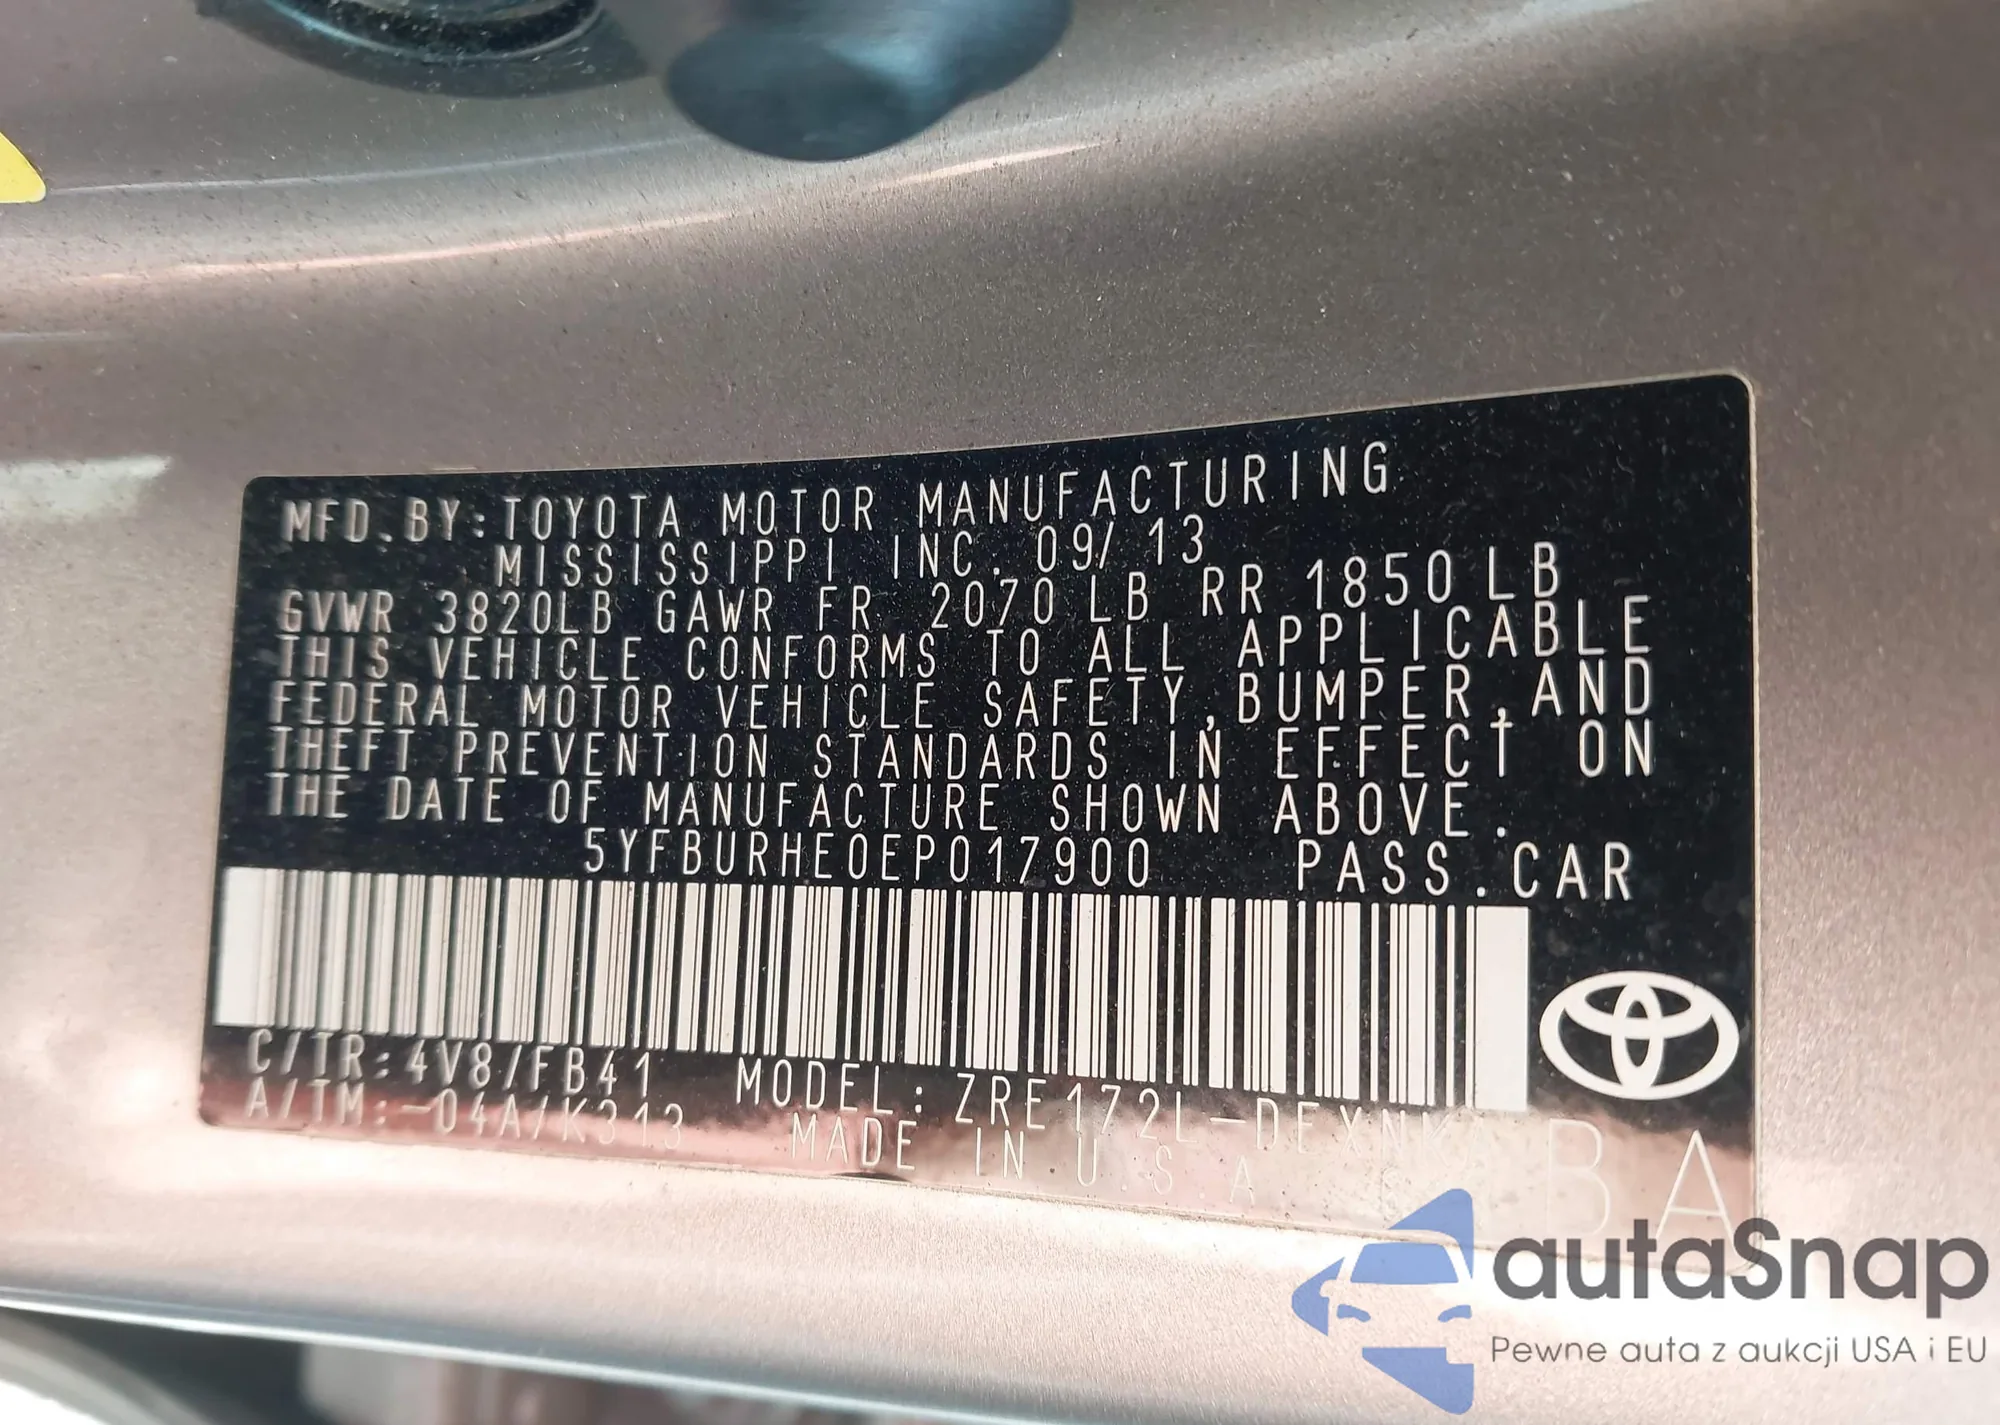 MFD.BY:TOYOTA MOTOR MANUFACTURING
MISSISSIPPI INC. 09/13
GVWR 3820LB GAWR FR 2070LB RR 1850LB
THIS VEHICLE CONFORMS TO ALL APPLICABLE
FEDERAL MOTOR VEHICLE SAFETY,BUMPER,AND
THEFT PREVENTION STANDARDS IN EFFECT ON
THE DATE OF MANUFACTURE SHOWN ABOVE.
5YFBURHE0EP017900 PASS.CAR
C/TR:4V8/FB41 MODEL:ZRE172L-DEXNKA
A/TM:-04A/K313 MADE IN U.S.A
BA
autaSnap
Pewne auta z aukcji USA i EU